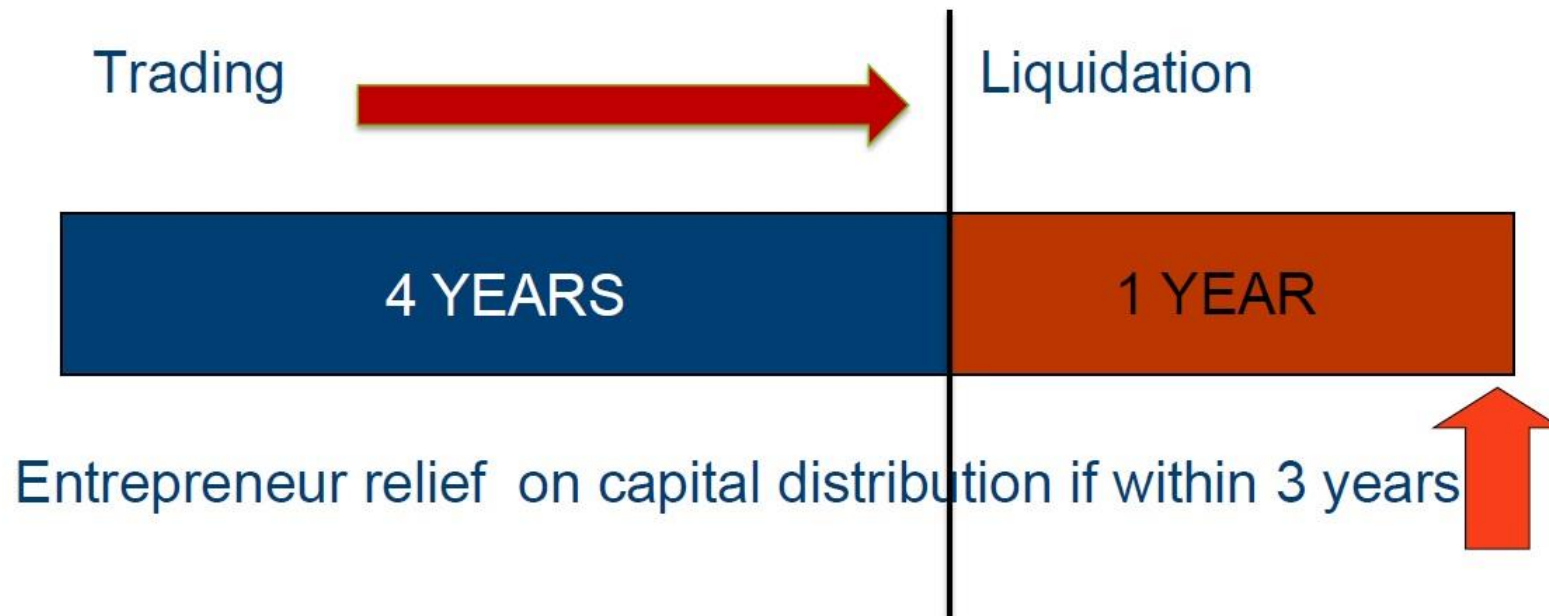 Trading
Liquidation
4 YEARS
1 YEAR
Entrepreneur relief on capital distribution if within 3 years